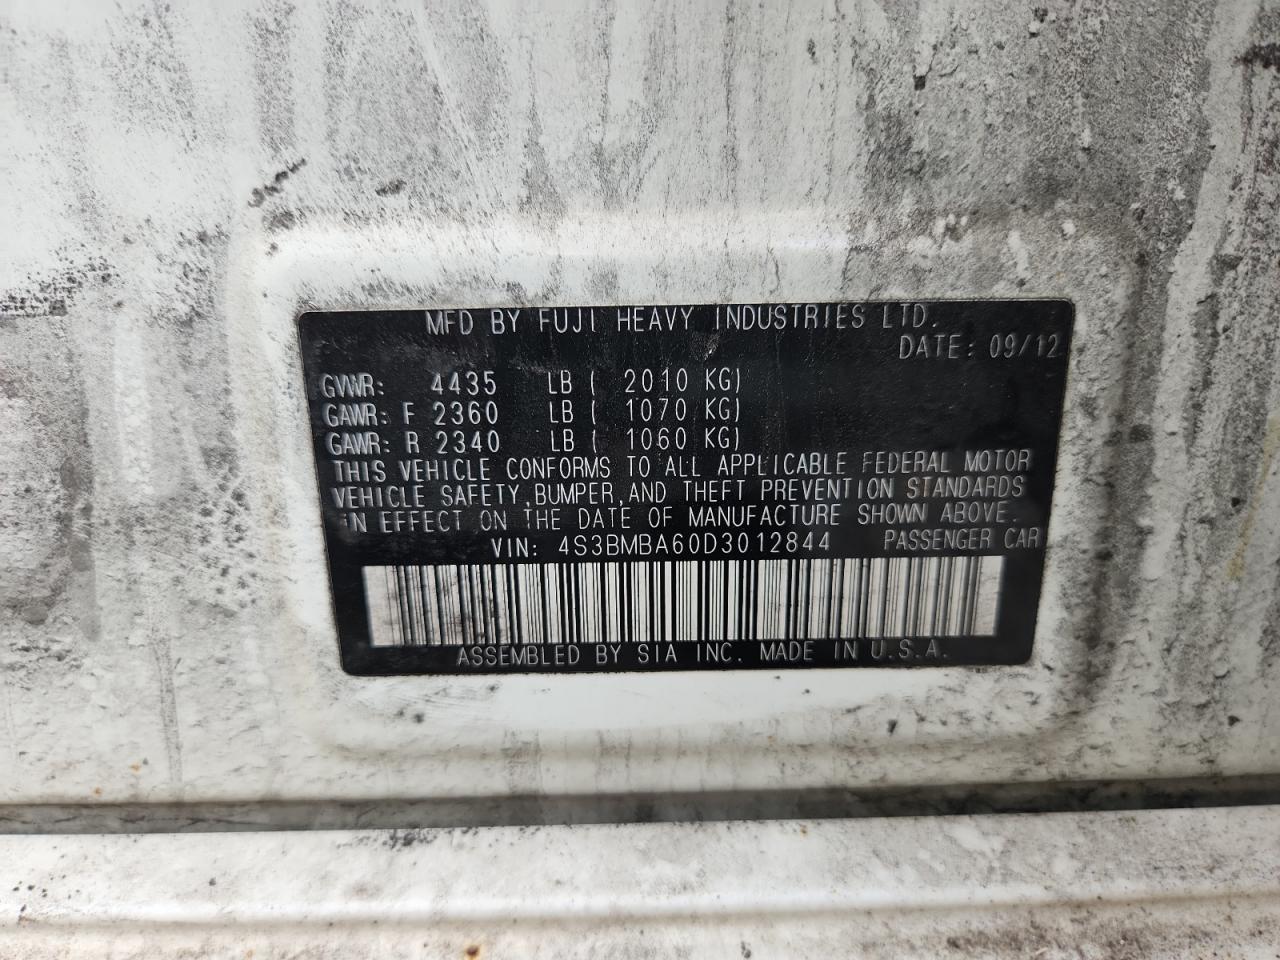 MFD BY FUJI HEAVY INDUSTRIES LTD.
DATE: 09/12
GVWR: 4435 LB ( 2010 KG)
GAWR: F 2360 LB ( 1070 KG)
GAWR: R 2340 LB ( 1060 KG)
THIS VEHICLE CONFORMS TO ALL APPLICABLE FEDERAL MOTOR
VEHICLE SAFETY,BUMPER,AND THEFT PREVENTION STANDARDS
IN EFFECT ON THE DATE OF MANUFACTURE SHOWN ABOVE.
VIN: 4S3BMBA60D3012844 PASSENGER CAR
ASSEMBLED BY SIA INC. MADE IN U.S.A.